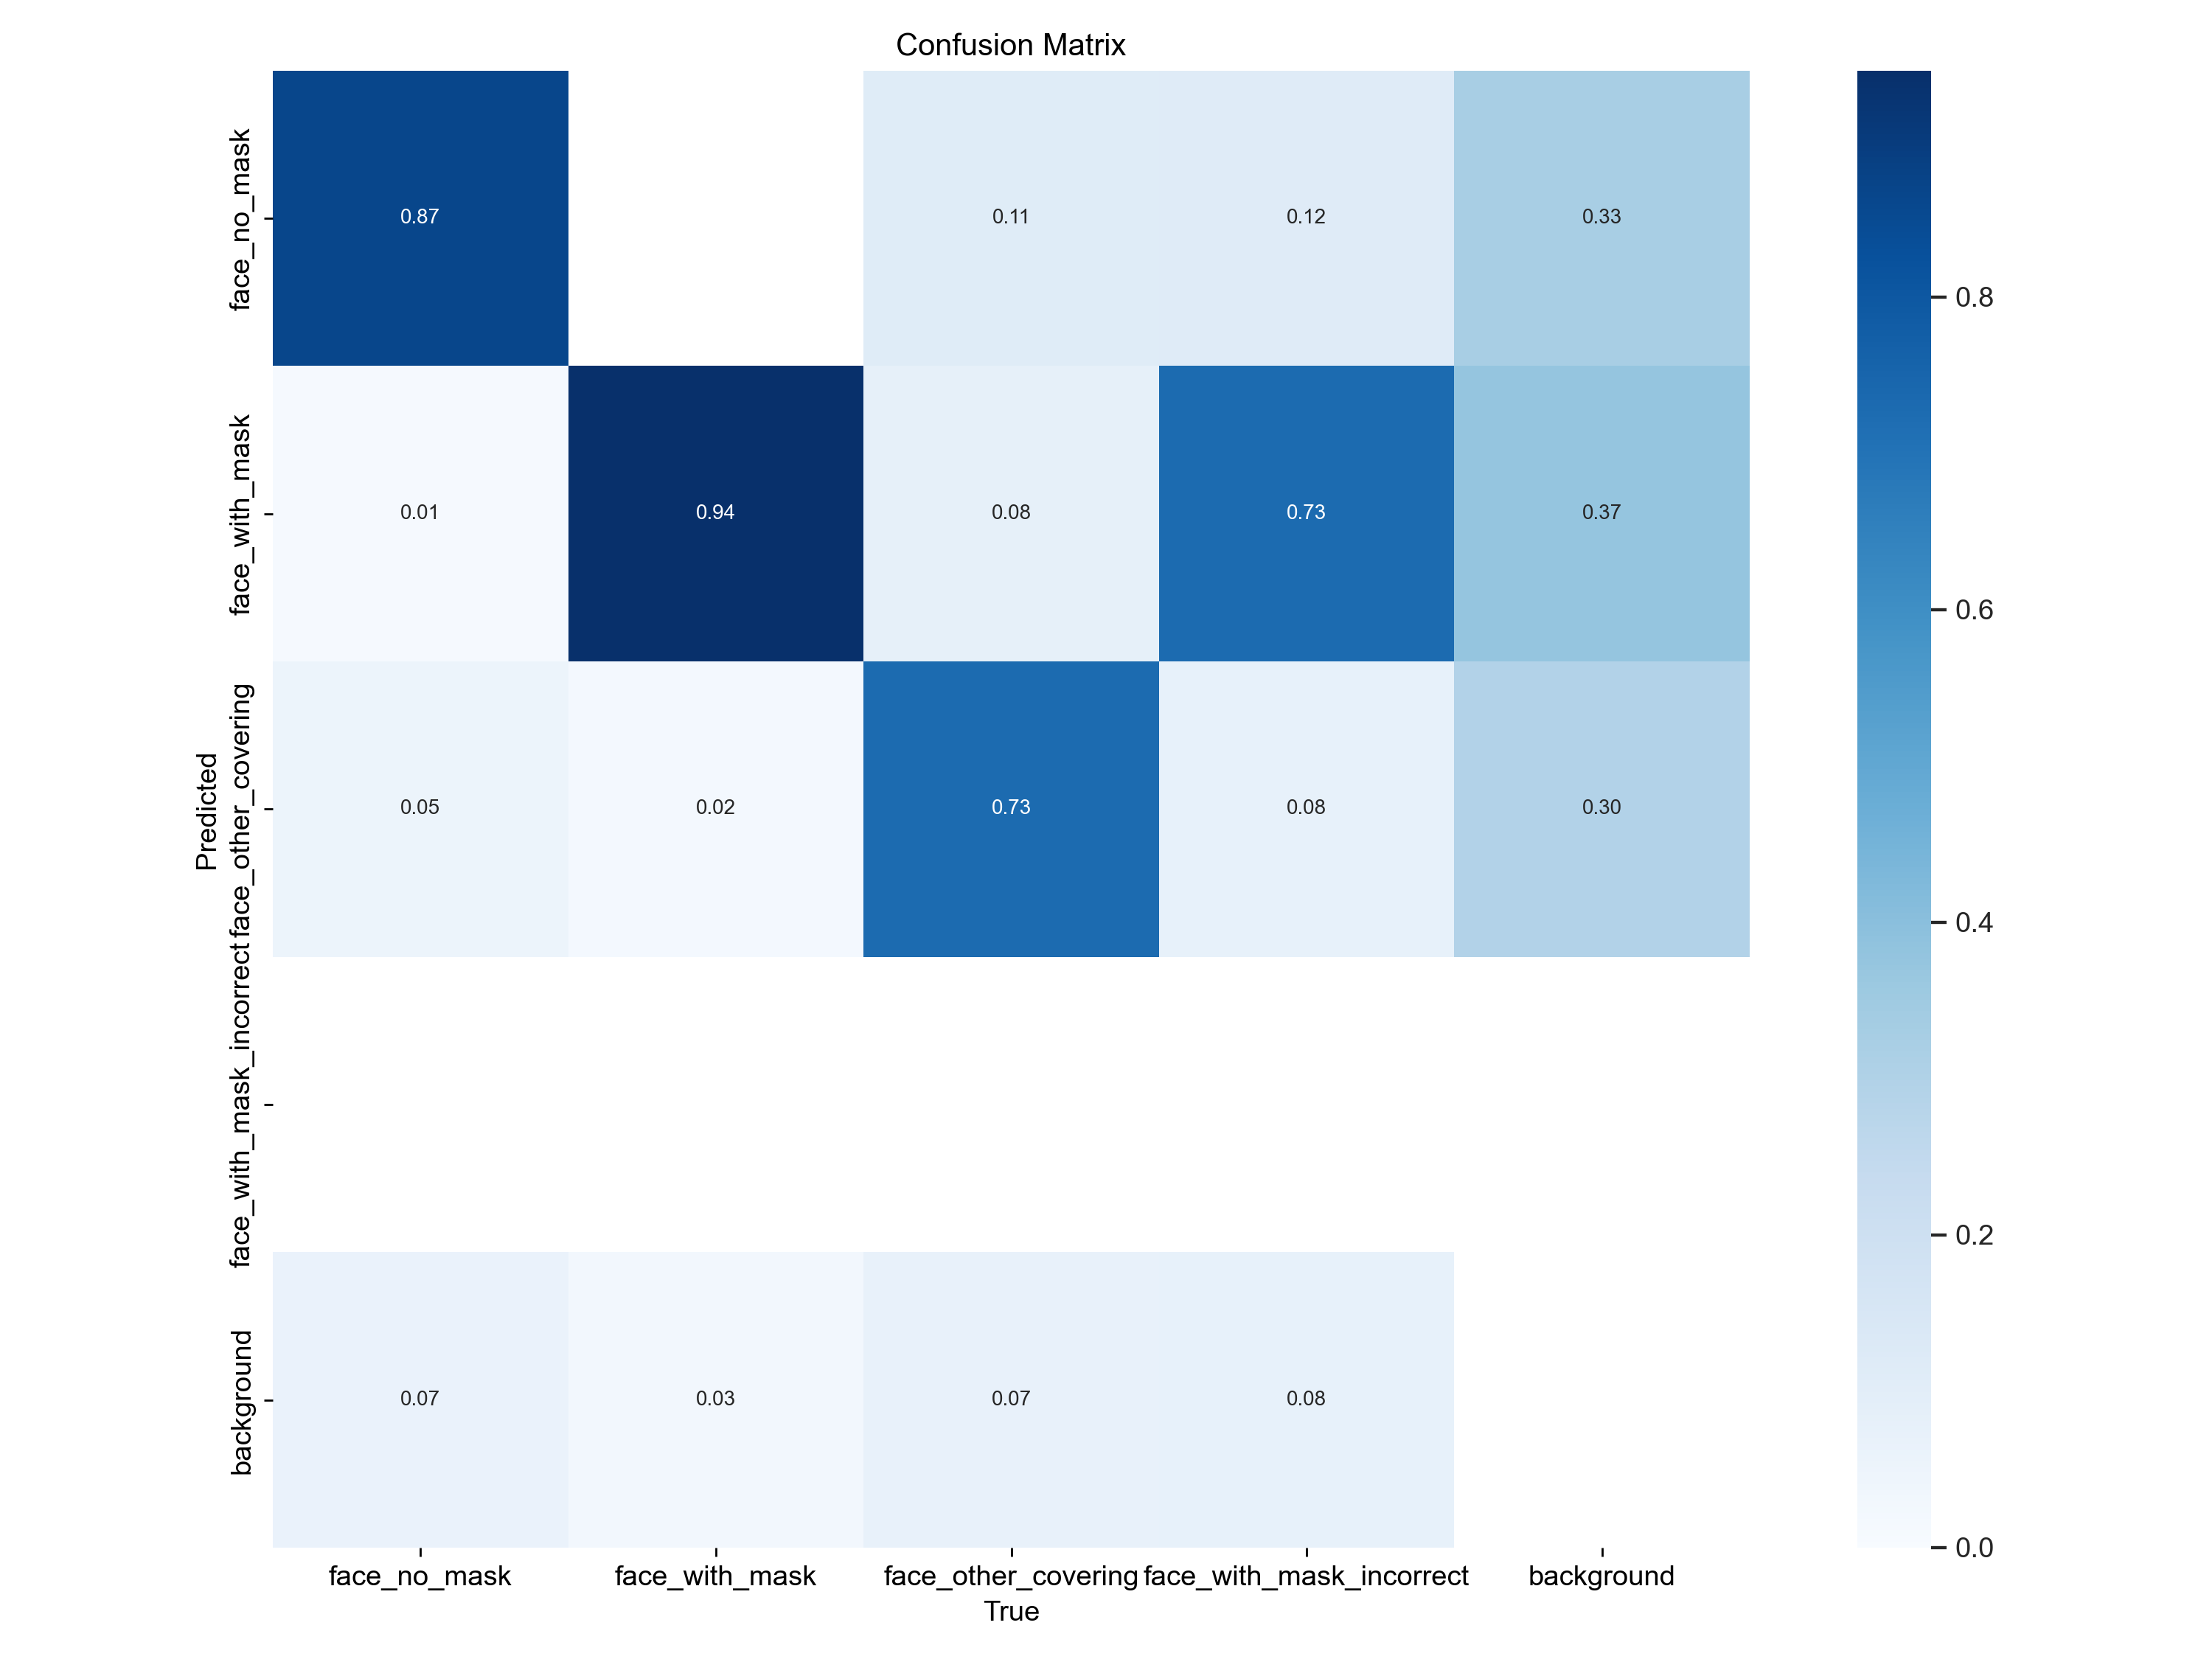 Confusion Matrix
face_no_mask
0.87
0.11
0.12
0.33
0.8
face_with_mask
0.01
0.94
0.08
0.73
0.37
0.6
Predicted
face_other_covering
0.05
0.02
0.73
0.08
0.30
0.4
face_with_mask_incorrect
0.2
background
0.07
0.03
0.07
0.08
0.0
face_no_mask
face_with_mask
face_other_covering
face_with_mask_incorrect
background
True